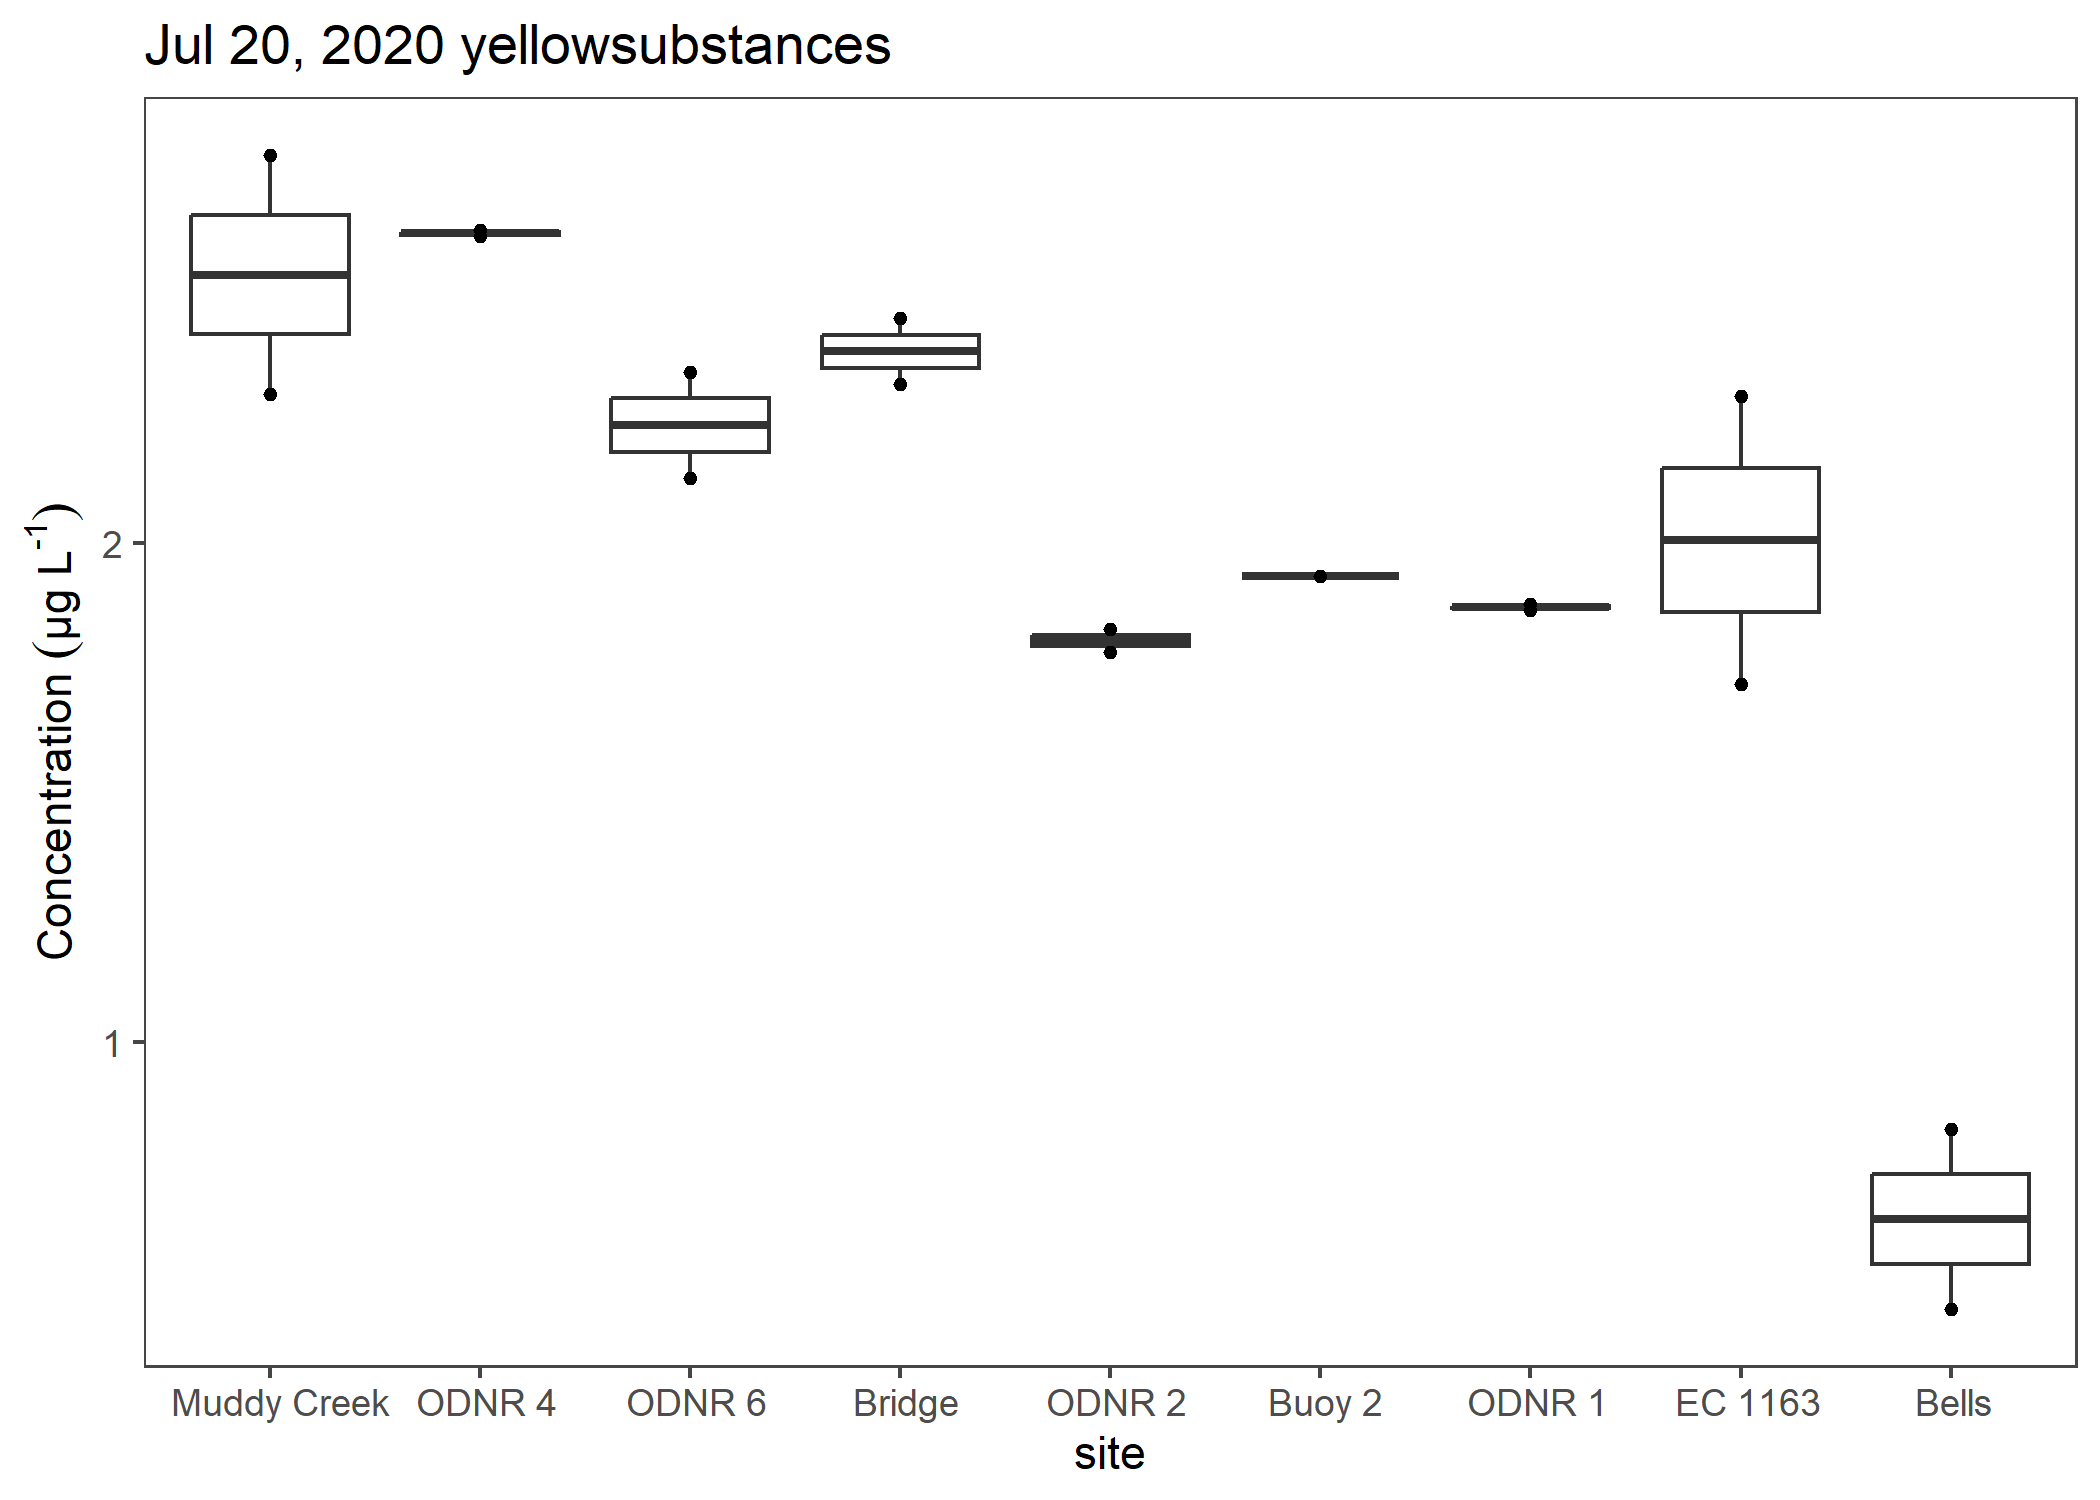 Jul 20, 2020 yellowsubstances
Concentration (µg L⁻¹)
2
1
Muddy Creek ODNR 4 ODNR 6 Bridge ODNR 2 Buoy 2 ODNR 1 EC 1163 Bells
site